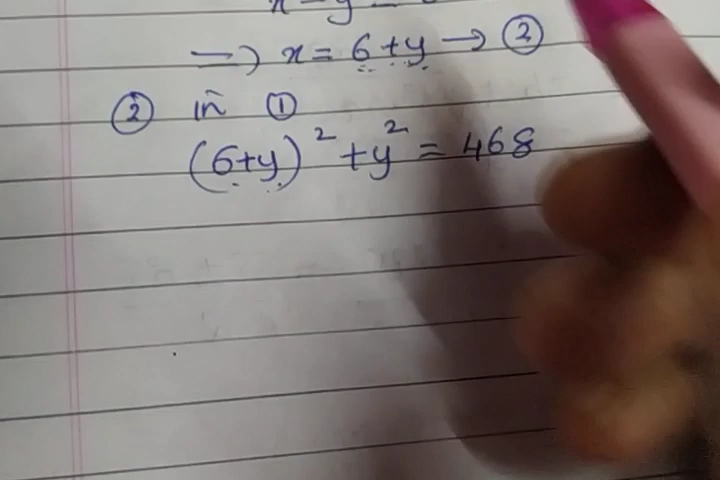 x - y =
=> x = 6 + y → ②
② in ①
(6+y)² + y² = 468